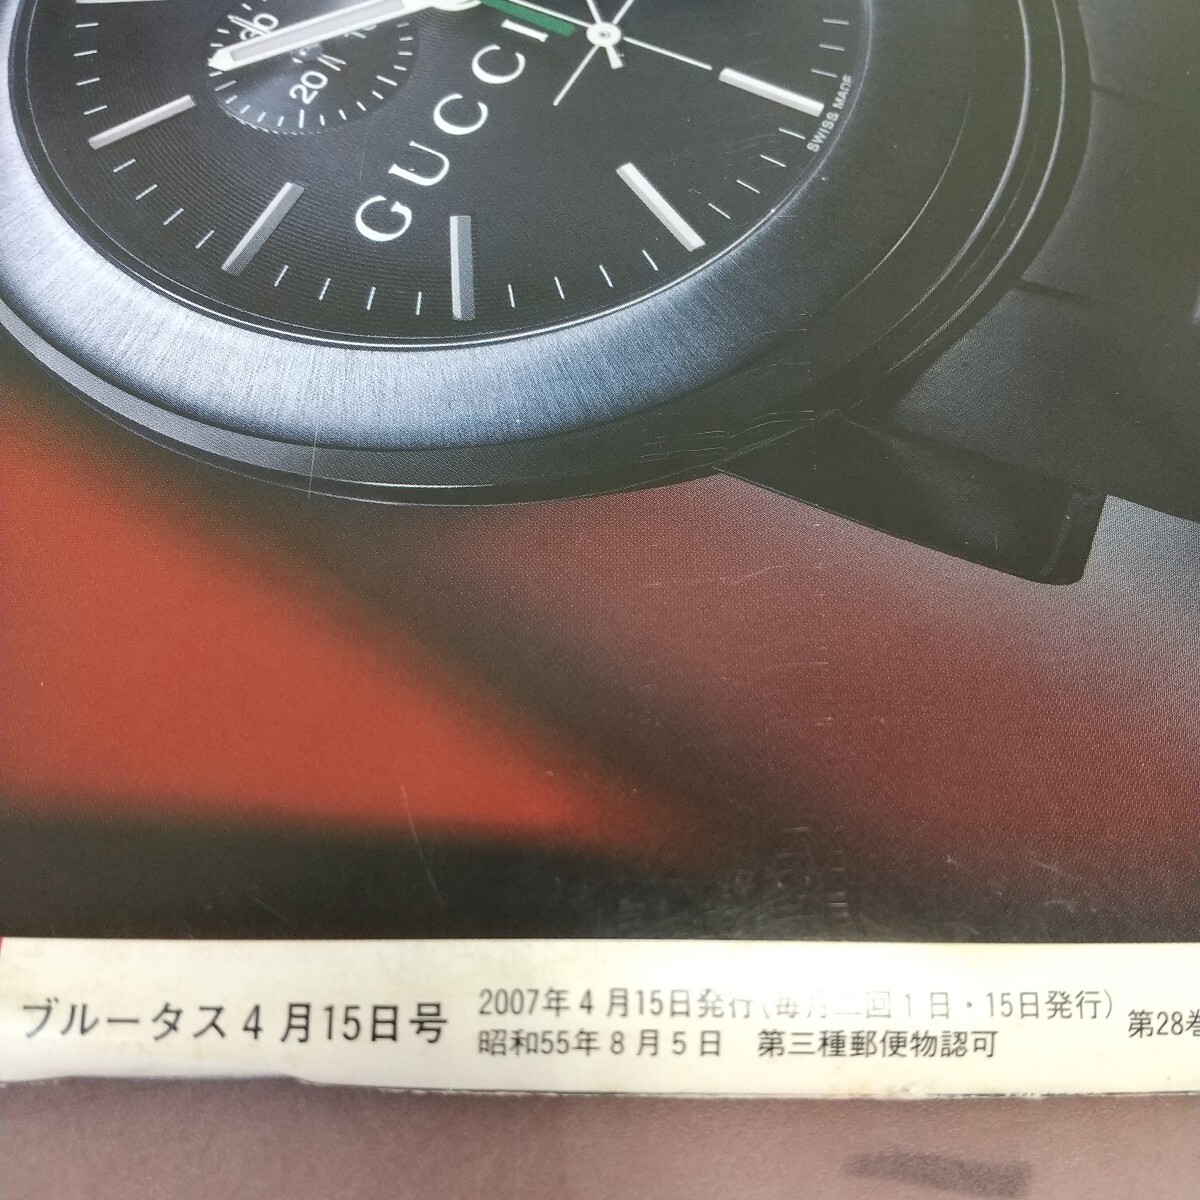 20
GUCCI
SWISS MADE
ブルータス4月15日号
2007年4月15日発行(毎月二回1日・15日発行)
昭和55年8月5日 第三種郵便物認可
第28巻